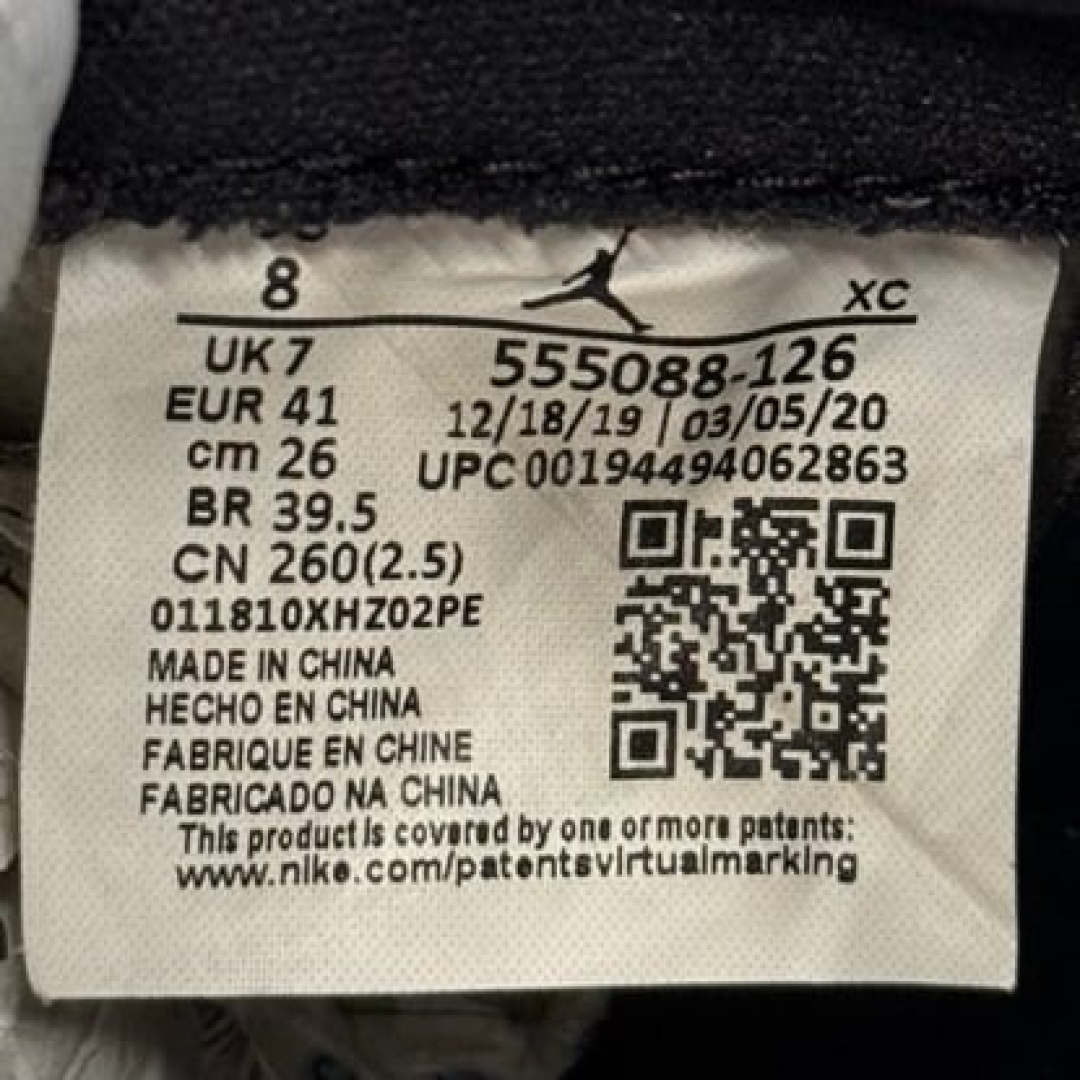 8 XC
UK 7 555088-126
EUR 41 12/18/19 | 03/05/20
cm 26 UPC 00194494062863
BR 39.5
CN 260(2.5)
011810XHZ02PE
MADE IN CHINA
HECHO EN CHINA
FABRIQUE EN CHINE
FABRICADO NA CHINA
This product is covered by one or more patents:
www.nike.com/patentsvirtualmarking